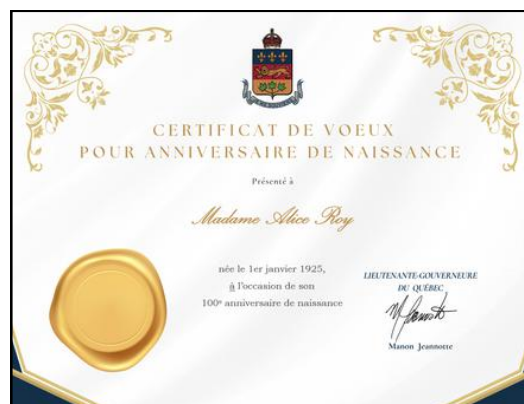 CERTIFICAT DE VOEUX
POUR ANNIVERSAIRE DE NAISSANCE
Présenté à
Madame Alice Roy
née le 1er janvier 1925,
à l'occasion de son
100e anniversaire de naissance
LIEUTENANTE-GOUVERNEURE
DU QUÉBEC
Manon Jeannotte